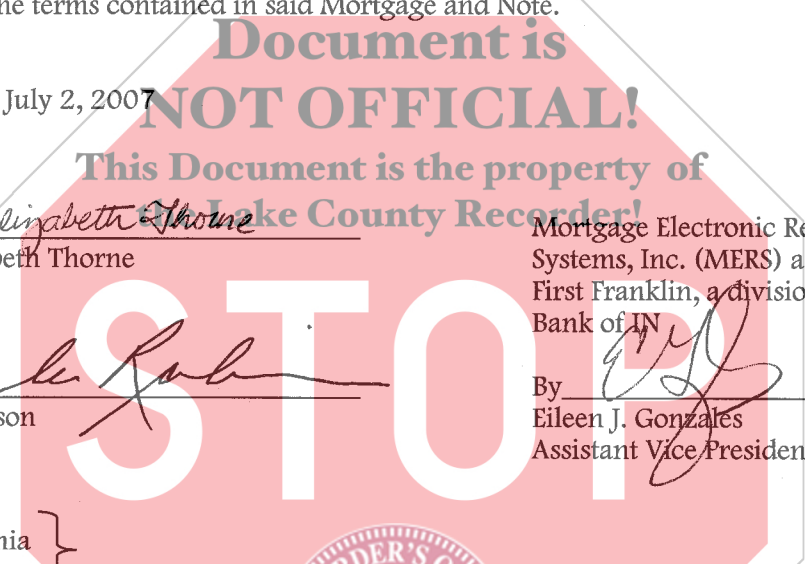 he terms contained in said Mortgage and Note.
Document is
July 2, 2007
NOT OFFICIAL!
This Document is the property of
the Lake County Recorder!
Elizabeth Thorne
beth Thorne
Mortgage Electronic Re
Systems, Inc. (MERS) a
First Franklin, a divisio
Bank of IN
STOP
son
By
Eileen J. Gonzales
Assistant Vice Presiden
nia
RDER'S O